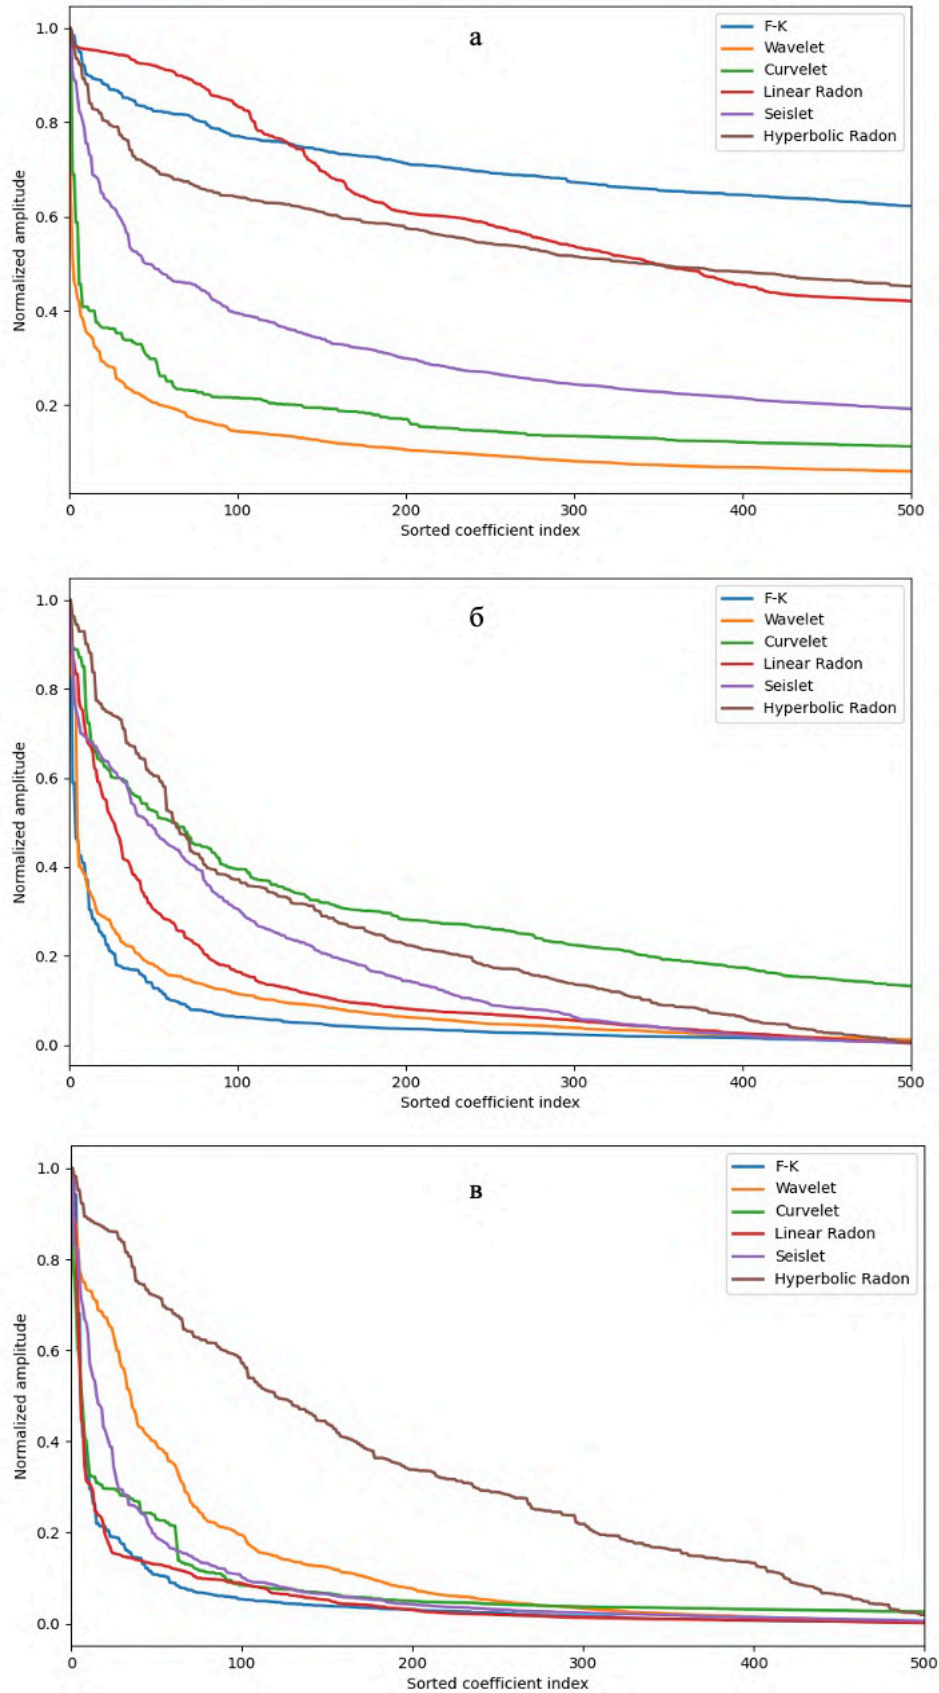 а
F-K
Wavelet
Curvelet
Linear Radon
Seislet
Hyperbolic Radon
1.0
0.8
0.6
0.4
0.2
Normalized amplitude
0 100 200 300 400 500
Sorted coefficient index
б
F-K
Wavelet
Curvelet
Linear Radon
Seislet
Hyperbolic Radon
1.0
0.8
0.6
0.4
0.2
0.0
Normalized amplitude
0 100 200 300 400 500
Sorted coefficient index
в
F-K
Wavelet
Curvelet
Linear Radon
Seislet
Hyperbolic Radon
1.0
0.8
0.6
0.4
0.2
0.0
Normalized amplitude
0 100 200 300 400 500
Sorted coefficient index